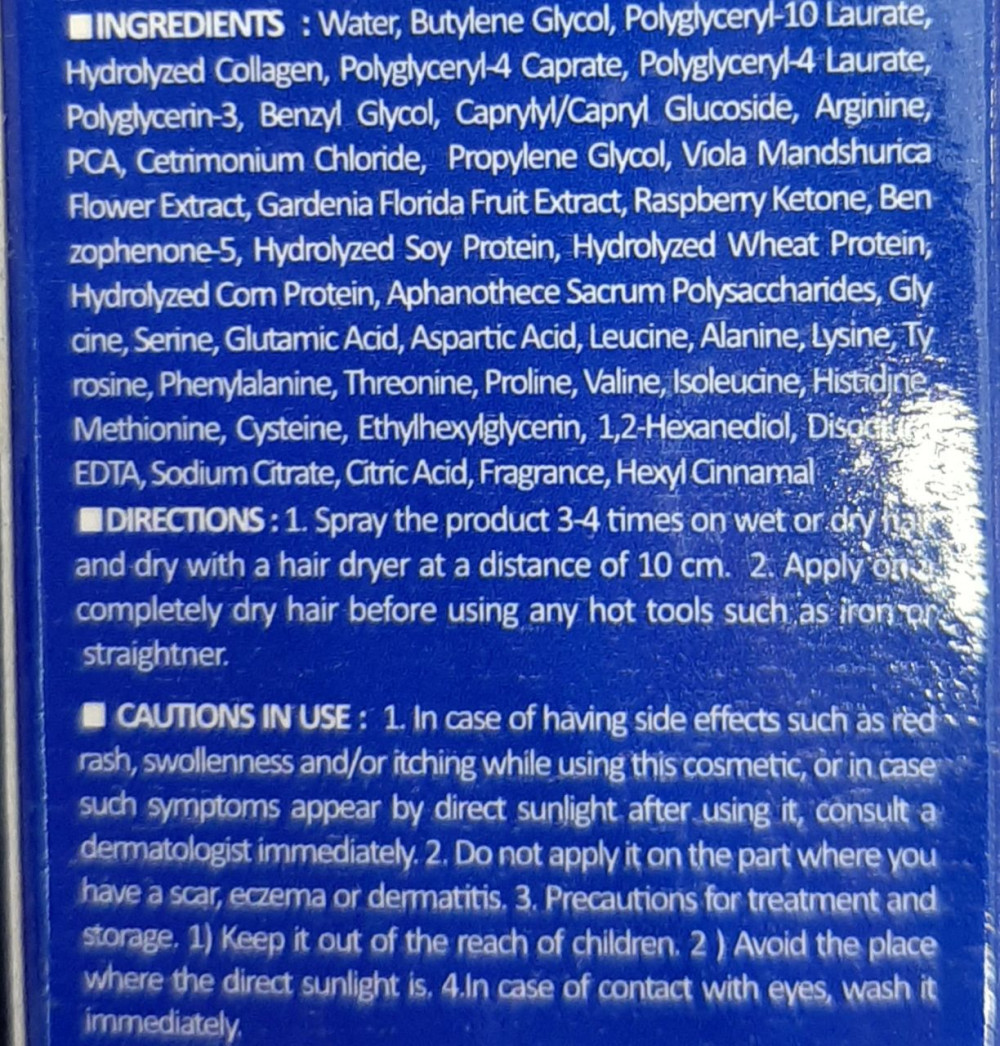 ■INGREDIENTS : Water, Butylene Glycol, Polyglyceryl-10 Laurate,
Hydrolyzed Collagen, Polyglyceryl-4 Caprate, Polyglyceryl-4 Laurate,
Polyglycerin-3, Benzyl Glycol, Caprylyl/Capryl Glucoside, Arginine,
PCA, Cetrimonium Chloride, Propylene Glycol, Viola Mandshurica
Flower Extract, Gardenia Florida Fruit Extract, Raspberry Ketone, Ben
zophenone-5, Hydrolyzed Soy Protein, Hydrolyzed Wheat Protein,
Hydrolyzed Corn Protein, Aphanothece Sacrum Polysaccharides, Gly
cine, Serine, Glutamic Acid, Aspartic Acid, Leucine, Alanine, Lysine, Ty
rosine, Phenylalanine, Threonine, Proline, Valine, Isoleucine, Histidine,
Methionine, Cysteine, Ethylhexylglycerin, 1,2-Hexanediol, Disodium
EDTA, Sodium Citrate, Citric Acid, Fragrance, Hexyl Cinnamal
■DIRECTIONS : 1. Spray the product 3-4 times on wet or dry hair
and dry with a hair dryer at a distance of 10 cm. 2. Apply on
completely dry hair before using any hot tools such as iron or
straightner.
■ CAUTIONS IN USE : 1. In case of having side effects such as red
rash, swollenness and/or itching while using this cosmetic, or in case
such symptoms appear by direct sunlight after using it, consult a
dermatologist immediately. 2. Do not apply it on the part where you
have a scar, eczema or dermatitis. 3. Precautions for treatment and
storage. 1) Keep it out of the reach of children. 2 ) Avoid the place
where the direct sunlight is. 4.In case of contact with eyes, wash it
immediately.